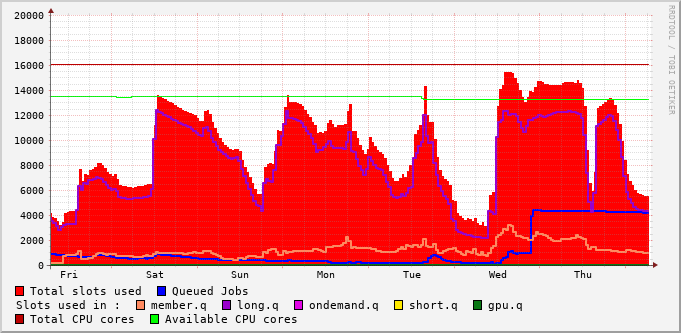 20000
18000
16000
14000
12000
10000
8000
6000
4000
2000
0
Fri Sat Sun Mon Tue Wed Thu
RRDTOOL / TOBI OETIKER
Total slots used Queued Jobs
Slots used in : member.q long.q ondemand.q short.q gpu.q
Total CPU cores Available CPU cores